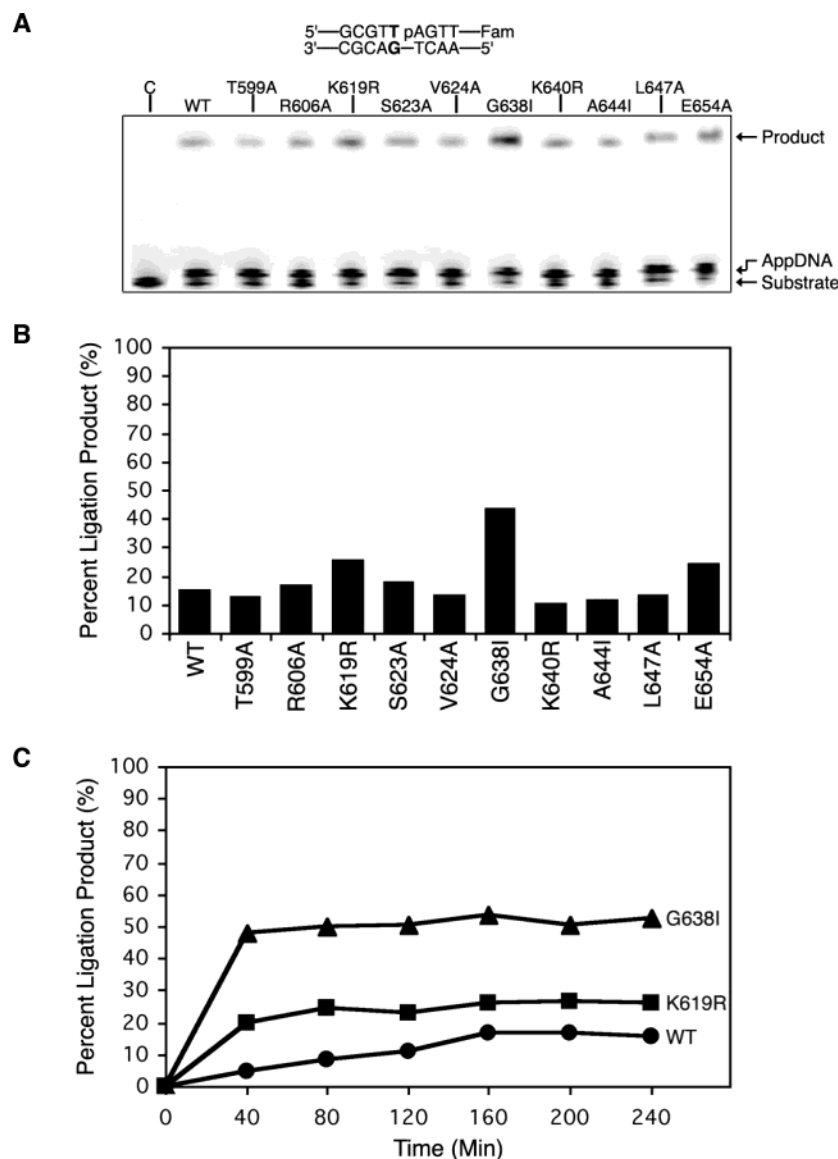 A
5'—GCGTT pAGTT—Fam
3'—CGCAG—TCAA—5'
C WT T599A R606A K619R S623A V624A G638I K640R A644I L647A E654A
Product
AppDNA
Substrate
B
Percent Ligation Product (%)
100
90
80
70
60
50
40
30
20
10
0
WT T599A R606A K619R S623A V624A G638I K640R A644I L647A E654A
C
Percent Ligation Product (%)
100
90
80
70
60
50
40
30
20
10
0
G638I
K619R
WT
0 40 80 120 160 200 240
Time (Min)